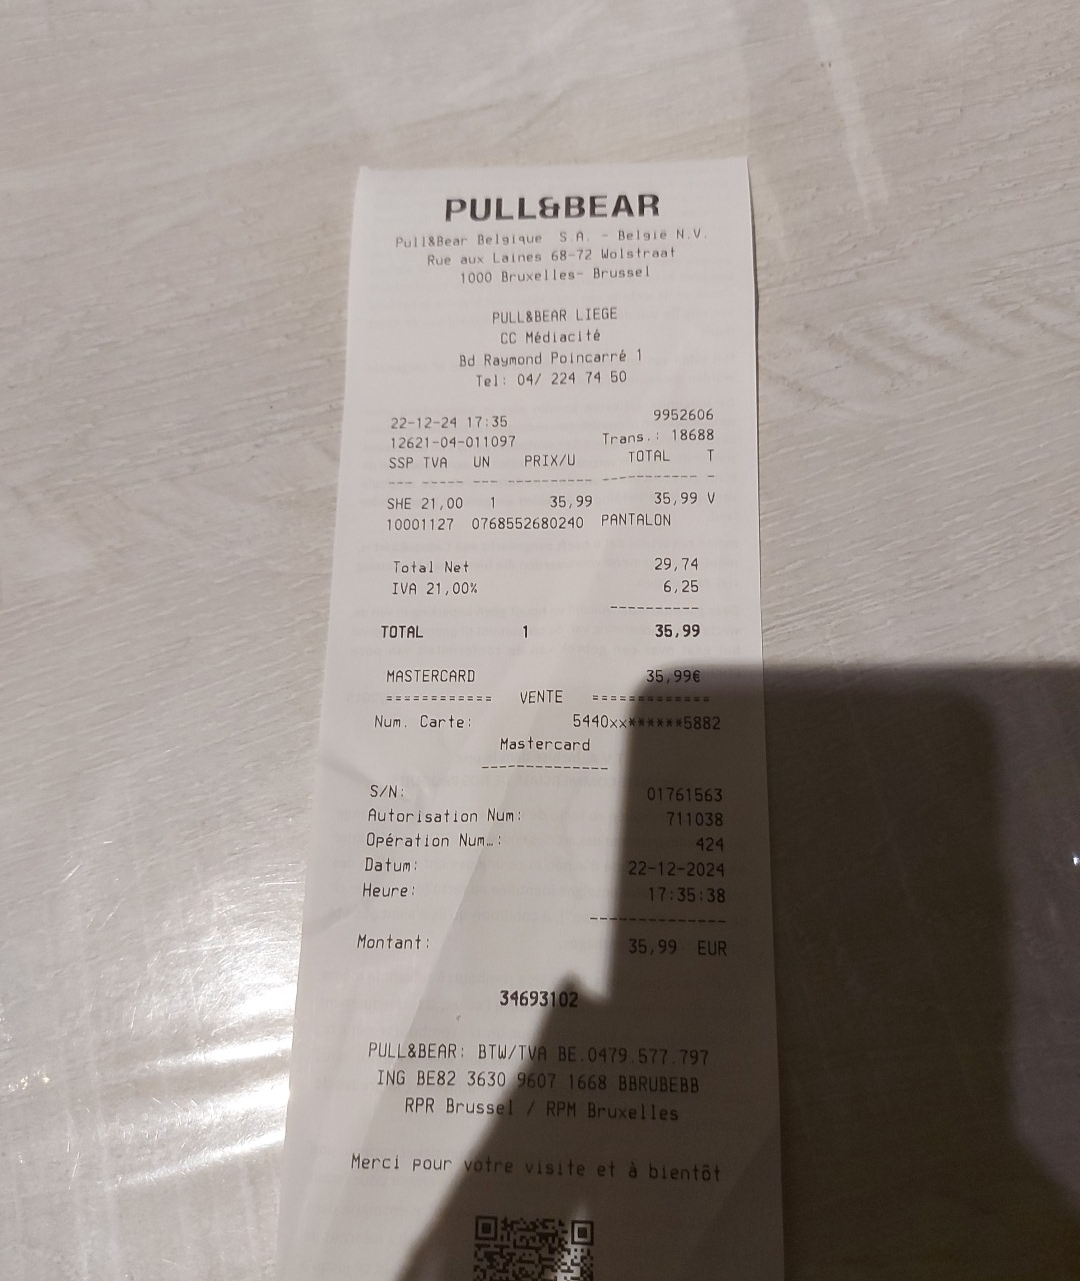 PULL&BEAR
Pull&Bear Belgique S.A. - België N.V.
Rue aux Laines 68-72 Wolstraat
1000 Bruxelles- Brussel
PULL&BEAR LIEGE
CC Médiacité
Bd Raymond Poincarré 1
Tel: 04/ 224 74 50
22-12-24 17:35 9952606
12621-04-011097 Trans.: 18688
SSP TVA UN PRIX/U TOTAL T
--- ----- --- ---------- ------------- -
SHE 21,00 1 35,99 35,99 V
10001127 0768552680240 PANTALON
Total Net 29,74
IVA 21,00% 6,25
----------
TOTAL 1 35,99
MASTERCARD 35,99€
============ VENTE =============
Num. Carte: 5440xx******5882
Mastercard
--------------
S/N: 01761563
Autorisation Num: 711038
Opération Num…: 424
Datum: 22-12-2024
Heure: 17:35:38
---------------
Montant: 35,99 EUR
34693102
PULL&BEAR: BTW/TVA BE.0479.577.797
ING BE82 3630 9607 1668 BBRUBEBB
RPR Brussel / RPM Bruxelles
Merci pour votre visite et à bientôt